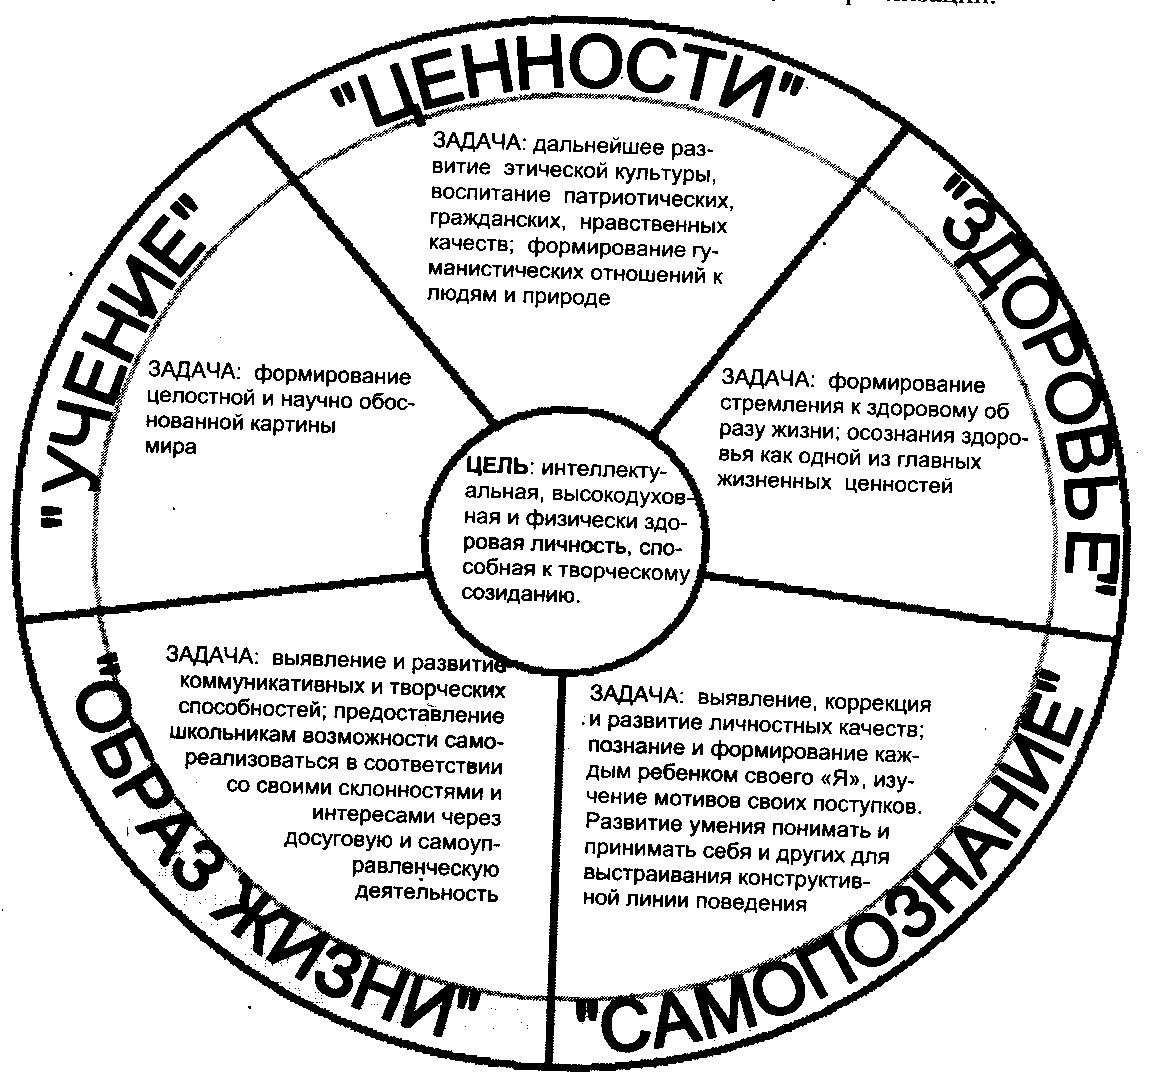 "ЦЕННОСТИ"
ЗАДАЧА: дальнейшее раз-
витие этической культуры,
воспитание патриотических,
гражданских, нравственных
качеств; формирование гу-
манистических отношений к
людям и природе
"ЗДОРОВЬЕ"
ЗАДАЧА: формирование
стремления к здоровому об
разу жизни; осознания здоро-
вья как одной из главных
жизненных ценностей
"УЧЕНИЕ"
ЗАДАЧА: формирование
целостной и научно обос-
нованной картины
мира
ЦЕЛЬ: интеллекту-
альная, высокодухов-
ная и физически здо-
ровая личность, спо-
собная к творческому
созиданию.
"ОБРАЗ ЖИЗНИ"
ЗАДАЧА: выявление и развитие
коммуникативных и творческих
способностей; предоставление
школьникам возможности само-
реализоваться в соответствии
со своими склонностями и
интересами через
досуговую и самоуп-
равленческую
деятельность
"САМОПОЗНАНИЕ"
ЗАДАЧА: выявление, коррекция
и развитие личностных качеств;
познание и формирование каж-
дым ребенком своего «Я», изу-
чение мотивов своих поступков.
Развитие умения понимать и
принимать себя и других для
выстраивания конструктив-
ной линии поведения